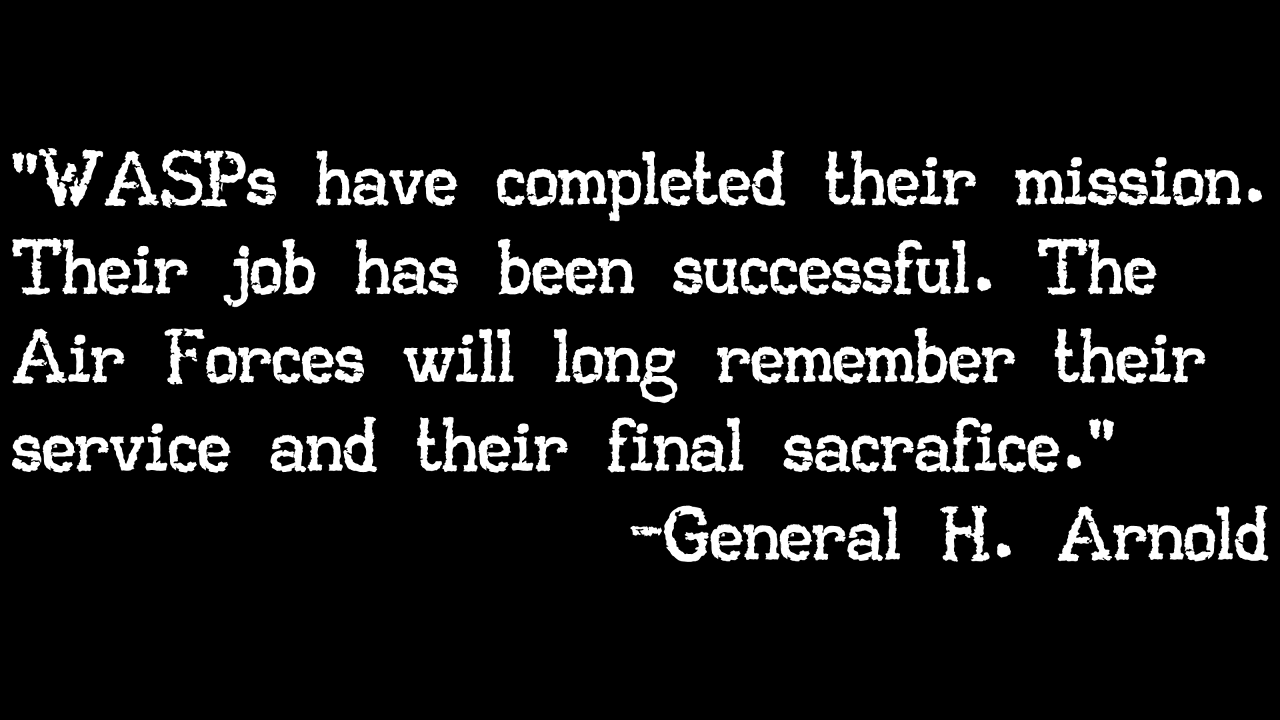 "WASPs have completed their mission.
Their job has been successful. The
Air Forces will long remember their
service and their final sacrafice."
-General H. Arnold